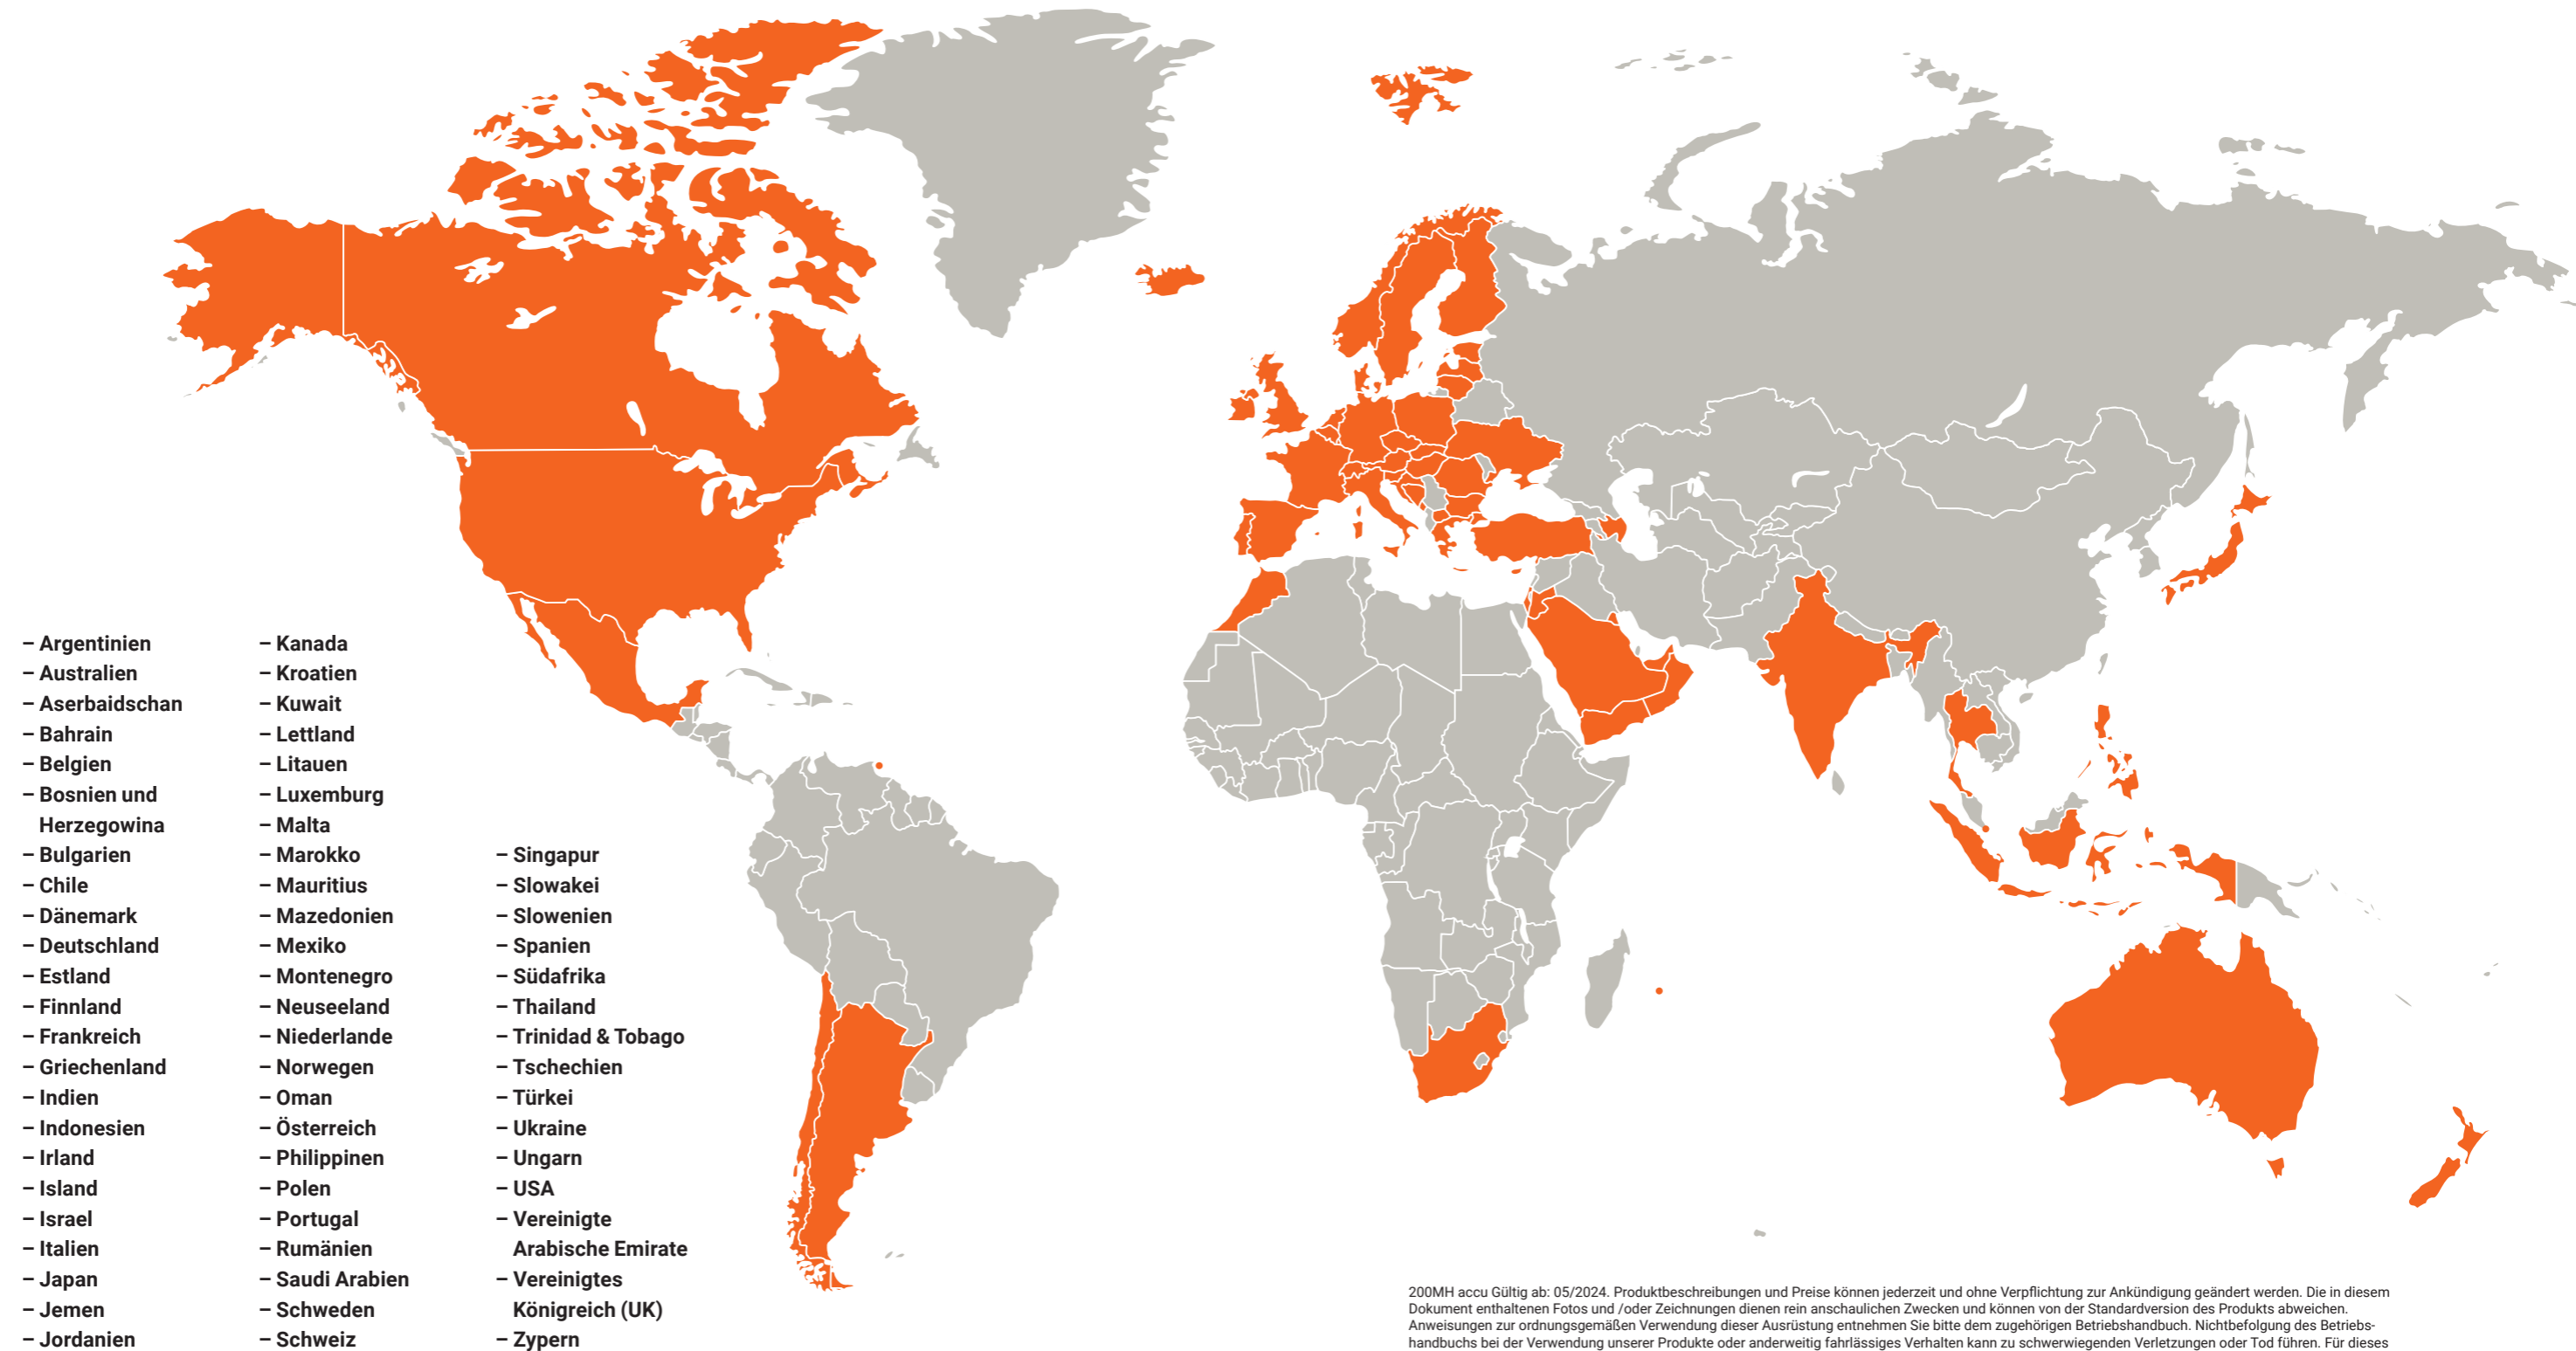 – Argentinien
– Australien
– Aserbaidschan
– Bahrain
– Belgien
– Bosnien und
Herzegowina
– Bulgarien
– Chile
– Dänemark
– Deutschland
– Estland
– Finnland
– Frankreich
– Griechenland
– Indien
– Indonesien
– Irland
– Island
– Israel
– Italien
– Japan
– Jemen
– Jordanien
– Kanada
– Kroatien
– Kuwait
– Lettland
– Litauen
– Luxemburg
– Malta
– Marokko
– Mauritius
– Mazedonien
– Mexiko
– Montenegro
– Neuseeland
– Niederlande
– Norwegen
– Oman
– Österreich
– Philippinen
– Polen
– Portugal
– Rumänien
– Saudi Arabien
– Schweden
– Schweiz
– Singapur
– Slowakei
– Slowenien
– Spanien
– Südafrika
– Thailand
– Trinidad & Tobago
– Tschechien
– Türkei
– Ukraine
– Ungarn
– USA
– Vereinigte
Arabische Emirate
– Vereinigtes
Königreich (UK)
– Zypern
200MH accu Gültig ab: 05/2024. Produktbeschreibungen und Preise können jederzeit und ohne Verpflichtung zur Ankündigung geändert werden. Die in diesem
Dokument enthaltenen Fotos und /oder Zeichnungen dienen rein anschaulichen Zwecken und können von der Standardversion des Produkts abweichen.
Anweisungen zur ordnungsgemäßen Verwendung dieser Ausrüstung entnehmen Sie bitte dem zugehörigen Betriebshandbuch. Nichtbefolgung des Betriebs-
handbuchs bei der Verwendung unserer Produkte oder anderweitig fahrlässiges Verhalten kann zu schwerwiegenden Verletzungen oder Tod führen. Für dieses